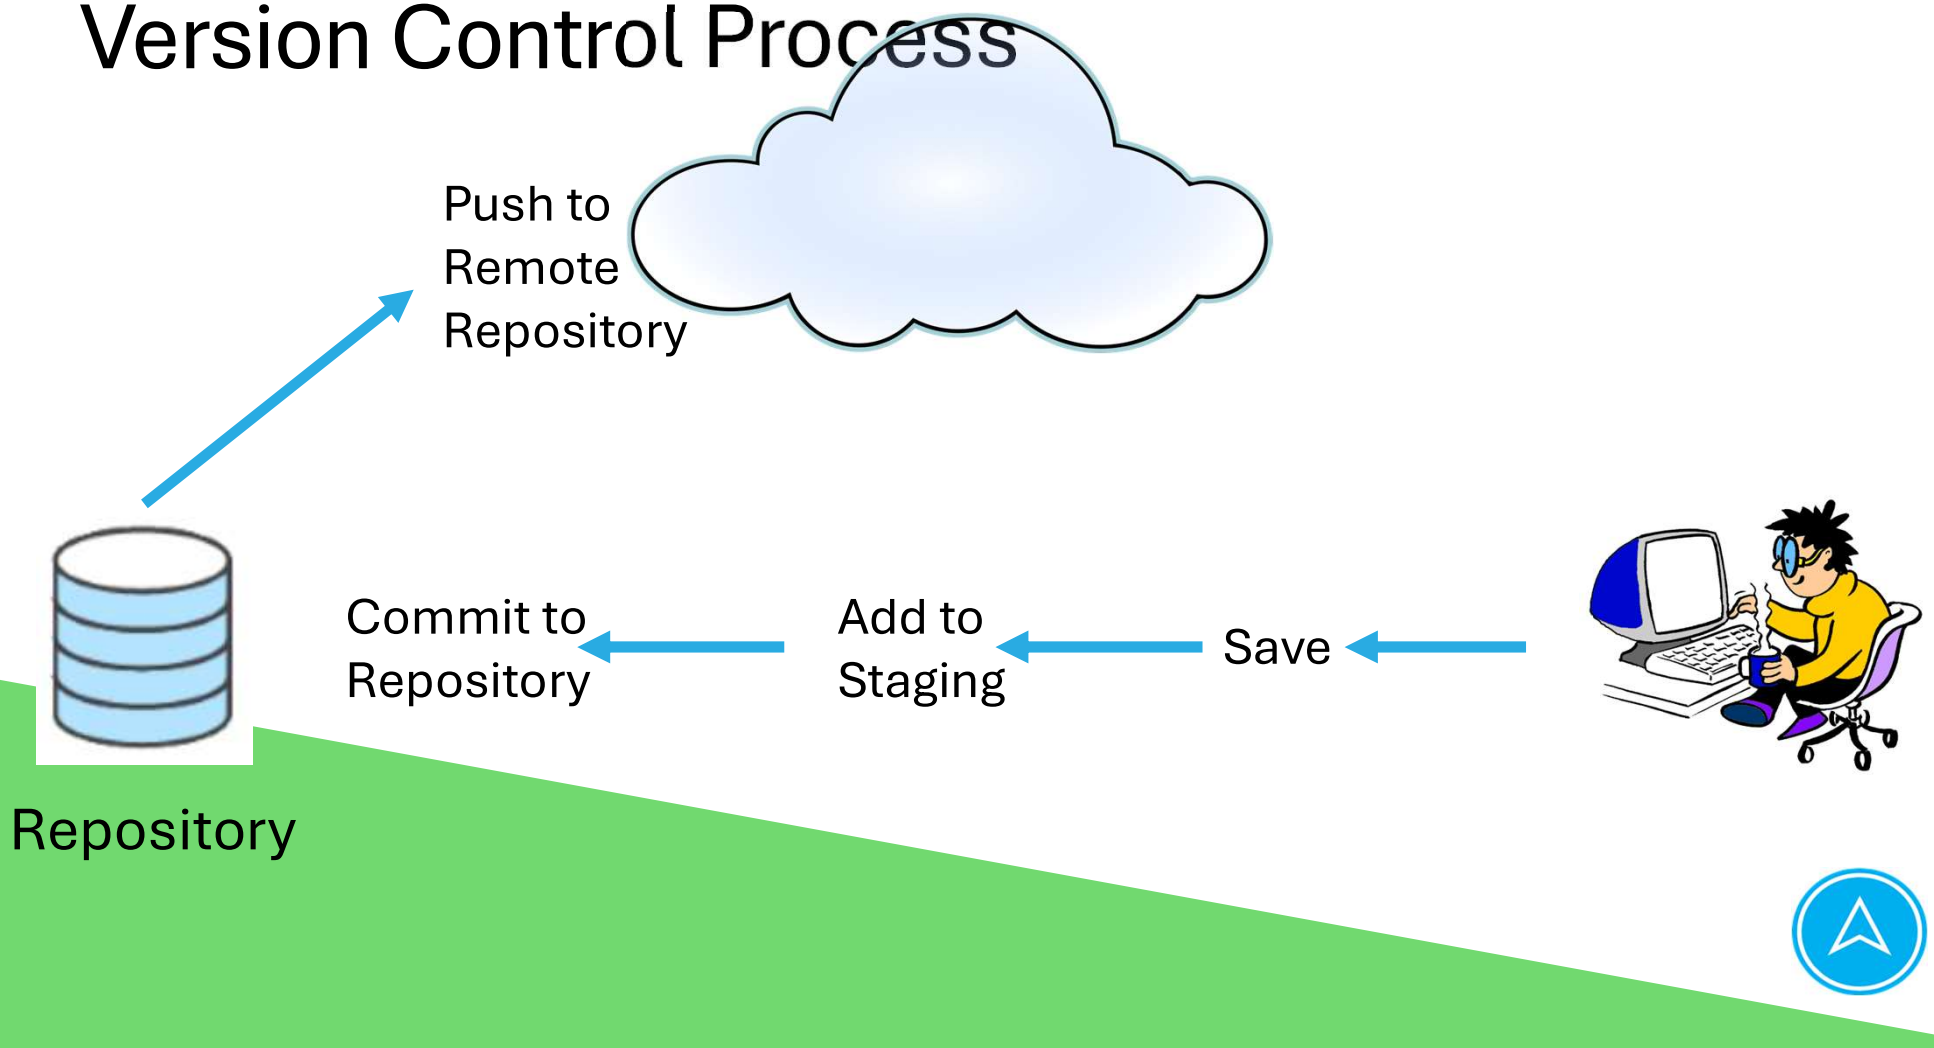 Version Control Process
Push to
Remote
Repository
Commit to
Repository
Add to
Staging
Save
Repository